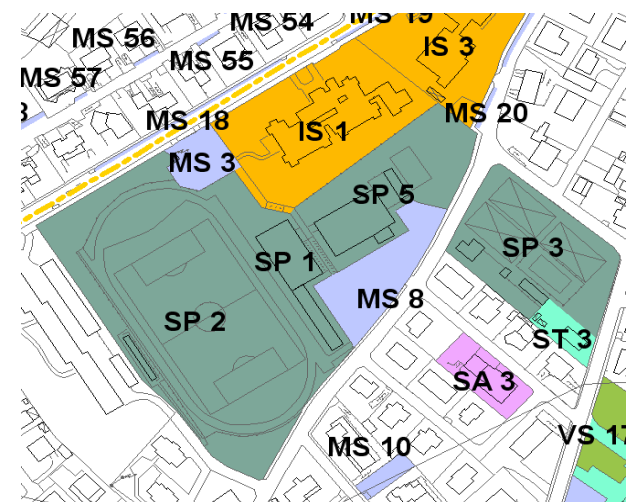 MS 54
MS 19
MS 56
IS 3
MS 55
MS 57
MS 18
MS 20
IS 1
MS 3
SP 5
SP 3
SP 1
MS 8
SP 2
ST 3
SA 3
VS 17
MS 10